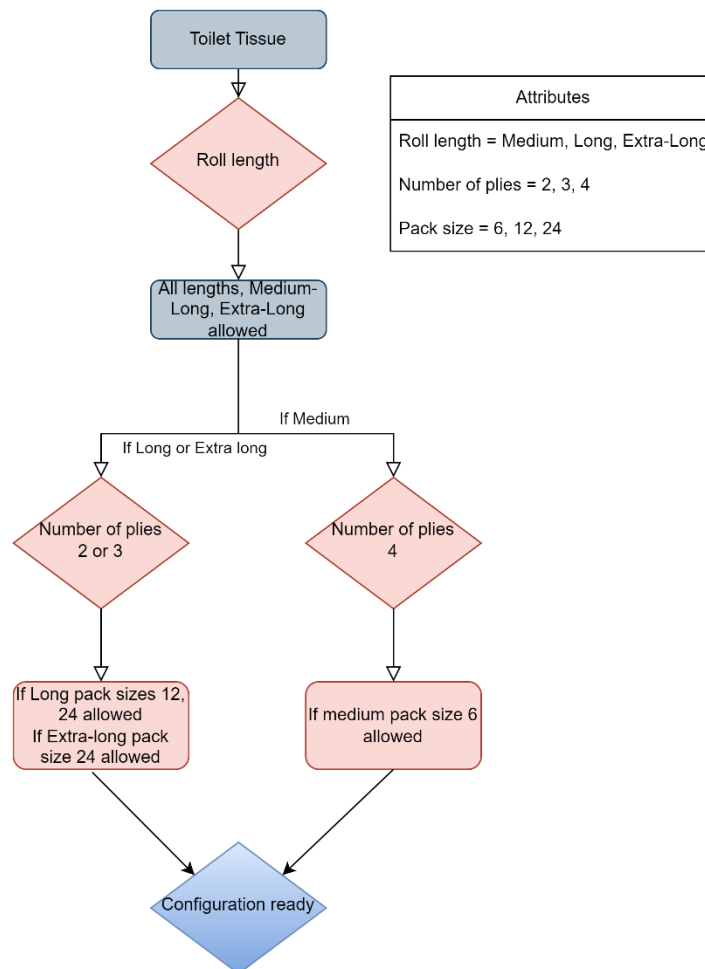 Toilet Tissue
Roll length
Attributes
Roll length = Medium, Long, Extra-Long
Number of plies = 2, 3, 4
Pack size = 6, 12, 24
All lengths, Medium-
Long, Extra-Long
allowed
If Medium
If Long or Extra long
Number of plies
2 or 3
Number of plies
4
If Long pack sizes 12,
24 allowed
If Extra-long pack
size 24 allowed
If medium pack size 6
allowed
Configuration ready